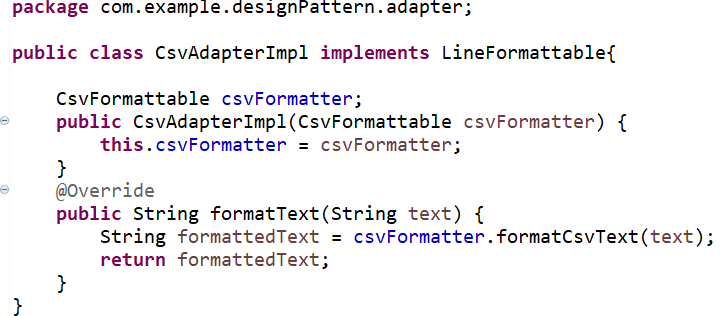 package com.example.designPattern.adapter;
public class CsvAdapterImpl implements LineFormattable{
CsvFormattable csvFormatter;
public CsvAdapterImpl(CsvFormattable csvFormatter) {
this.csvFormatter = csvFormatter;
}
@Override
public String formatText(String text) {
String formattedText = csvFormatter.formatCsvText(text);
return formattedText;
}
}